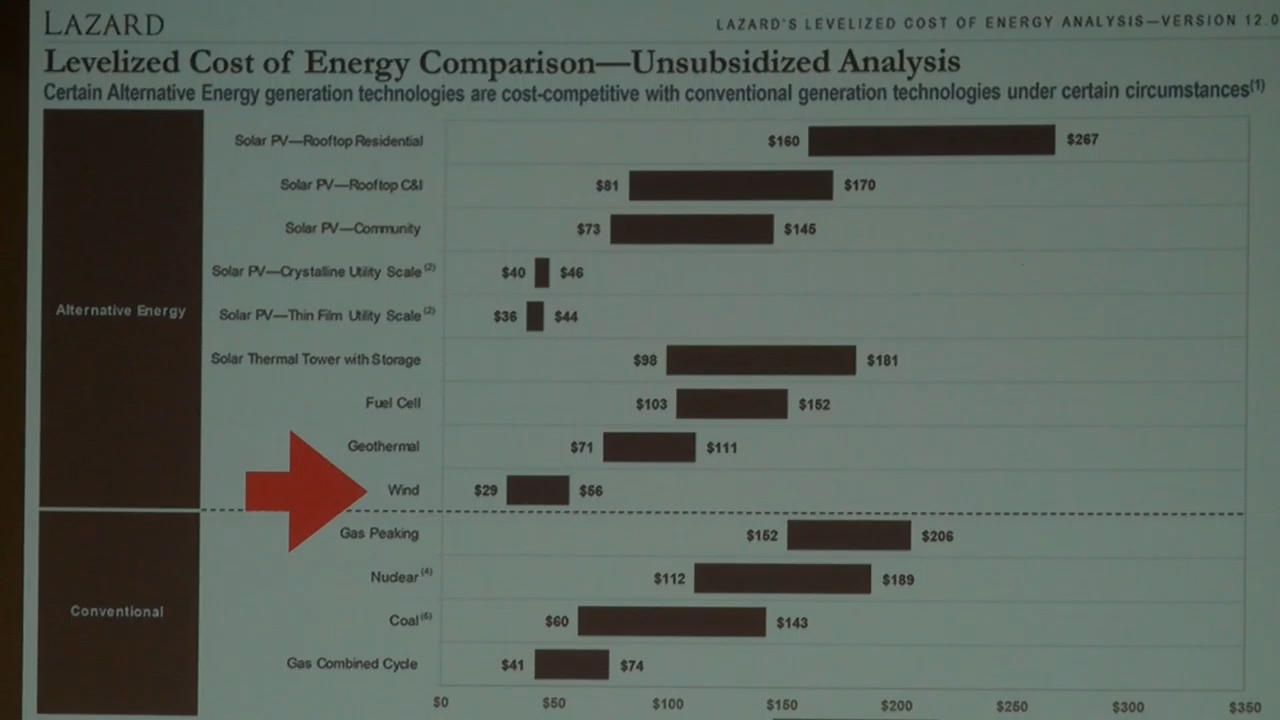 LAZARD
LAZARD'S LEVELIZED COST OF ENERGY ANALYSIS—VERSION 12.0
Levelized Cost of Energy Comparison—Unsubsidized Analysis
Certain Alternative Energy generation technologies are cost-competitive with conventional generation technologies under certain circumstances(1)
Alternative Energy
Solar PV—Rooftop Residential $160 $267
Solar PV—Rooftop C&I $81 $170
Solar PV—Community $73 $145
Solar PV—Crystalline Utility Scale (2) $40 $46
Solar PV—Thin Film Utility Scale (2) $36 $44
Solar Thermal Tower with Storage $98 $181
Fuel Cell $103 $152
Geothermal $71 $111
Wind $29 $56
Conventional
Gas Peaking $152 $206
Nuclear (4) $112 $189
Coal (6) $60 $143
Gas Combined Cycle $41 $74
$0 $50 $100 $150 $200 $250 $300 $350